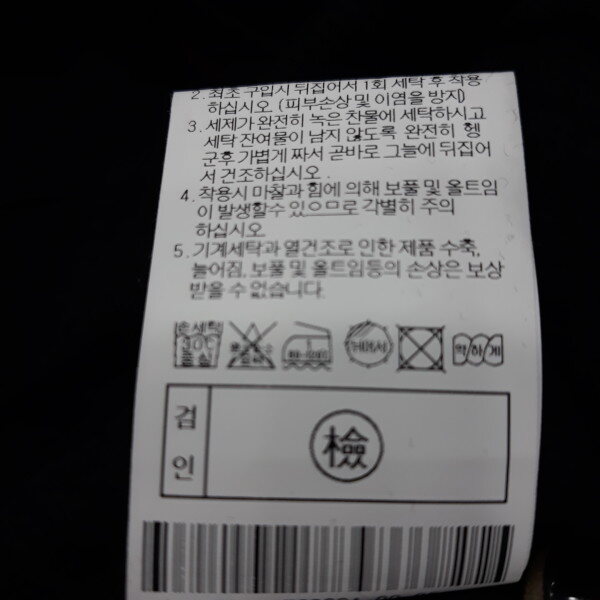 2. 최초 구입시 뒤집어서 1회 세탁 후 착용
하십시오 (피부손상 및 이염을 방지)
3. 세제가 완전히 녹은 찬물에 세탁하시고
세탁 잔여물이 남지 않도록 완전히 헹
군후 가볍게 짜서 곧바로 그늘에 뒤집어
서 건조하십시오 .
4. 착용시 마찰과 힘에 의해 보풀 및 올트임
이 발생할수 있으므로 각별히 주의
하십시오
5. 기계세탁과 열건조로 인한 제품 수축,
늘어짐, 보풀 및 올트임등의 손상은 보상
받을 수 없습니다.
손세탁 약하게
30℃
중성
검인 檢